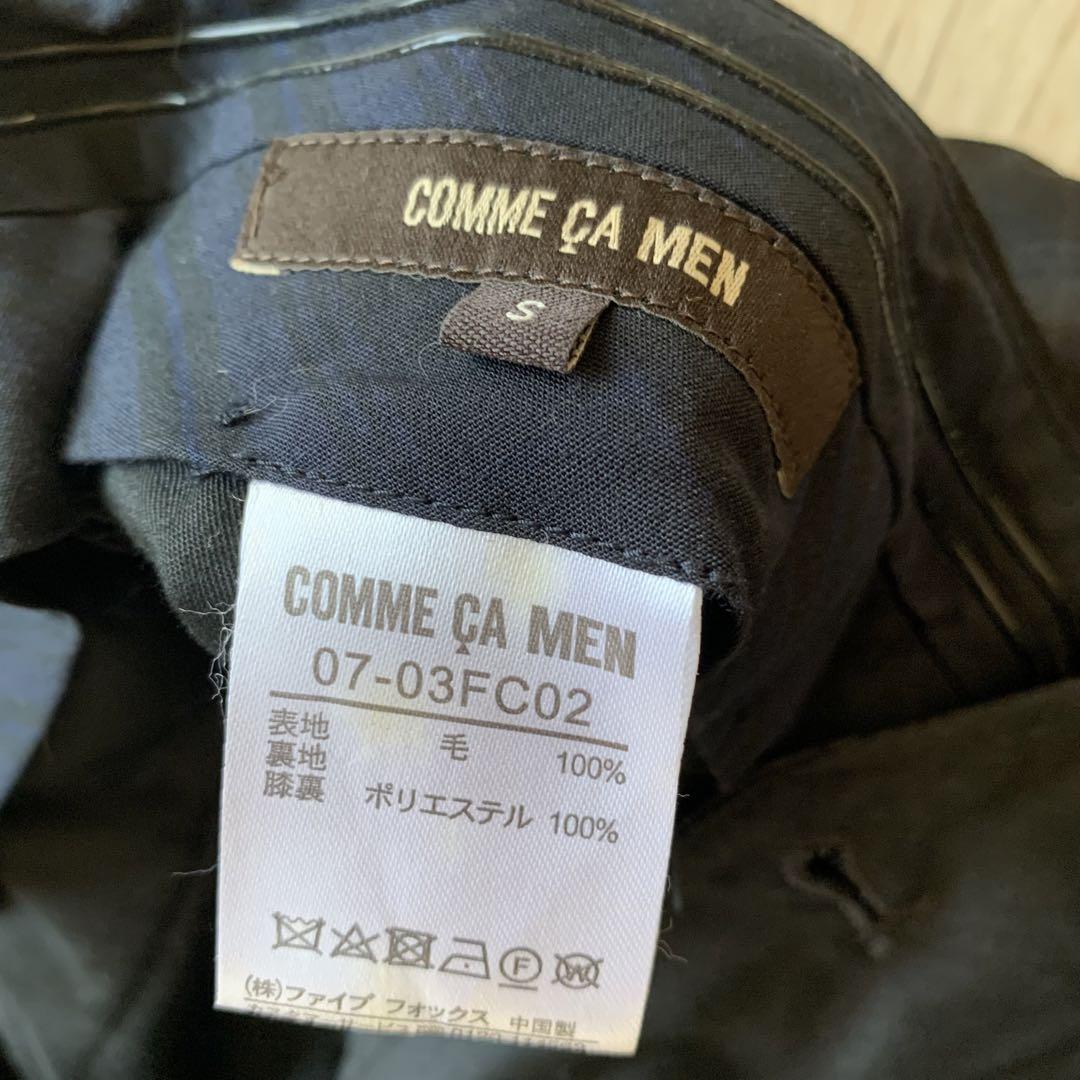 COMME ÇA MEN
S
COMME ÇA MEN
07-03FC02
表地 毛 100%
裏地
膝裏 ポリエステル 100%
F W
(株)ファイブ フォックス 中国製